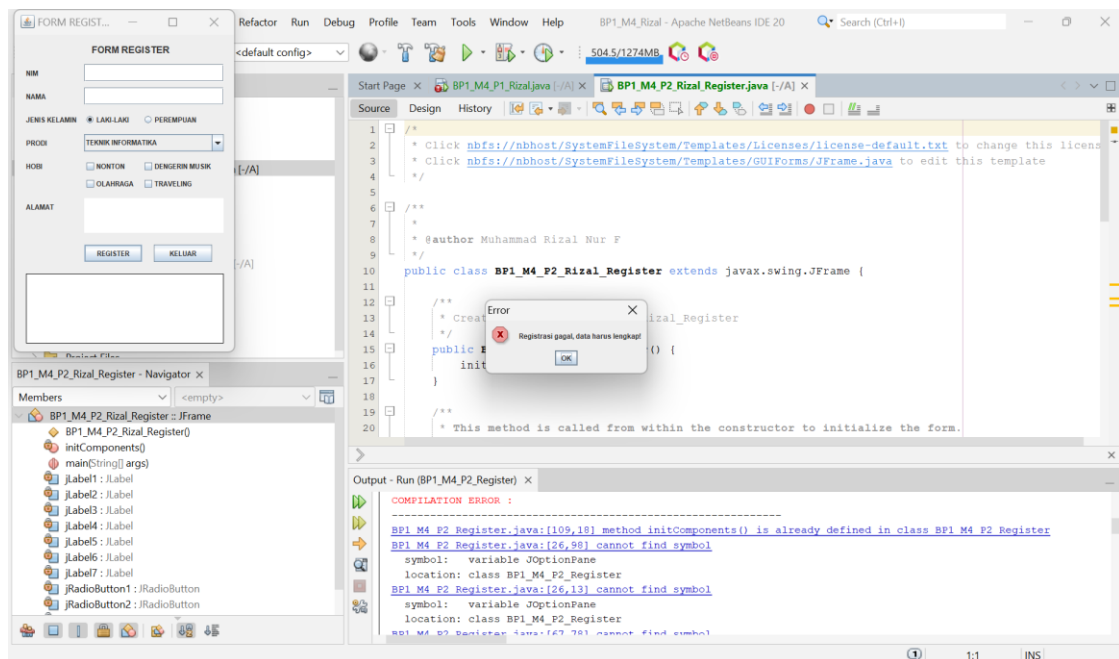 FORM REGIST...
Refactor Run Debug Profile Team Tools Window Help
BP1_M4_Rizal - Apache NetBeans IDE 20
Search (Ctrl+I)
<default config>
504.5/1274MB
FORM REGISTER
NIM
NAMA
JENIS KELAMIN LAKI-LAKI PEREMPUAN
PRODI TEKNIK INFORMATIKA
HOBI NONTON DENGERIN MUSIK
OLAHRAGA TRAVELING
ALAMAT
REGISTER KELUAR
[-/A]
-/A]
Start Page BP1_M4_P1_Rizal.java [-/A] BP1_M4_P2_Rizal_Register.java [-/A]
Source Design History
1 /*
2 * Click nbfs://nbhost/SystemFileSystem/Templates/Licenses/license-default.txt to change this licens
3 * Click nbfs://nbhost/SystemFileSystem/Templates/GUIForms/JFrame.java to edit this template
4 */
5
6 /**
7 *
8 * @author Muhammad Rizal Nur F
9 */
10 public class BP1_M4_P2_Rizal_Register extends javax.swing.JFrame {
11
12 /**
13 * Creat izal_Register
14 */
15 public () {
16 init
17 }
18
19 /**
20 * This method is called from within the constructor to initialize the form.
Error
Registrasi gagal, data harus lengkap!
OK
BP1_M4_P2_Rizal_Register - Navigator
Members <empty>
BP1_M4_P2_Rizal_Register :: JFrame
BP1_M4_P2_Rizal_Register()
initComponents()
main(String[] args)
jLabel1 : JLabel
jLabel2 : JLabel
jLabel3 : JLabel
jLabel4 : JLabel
jLabel5 : JLabel
jLabel6 : JLabel
jLabel7 : JLabel
jRadioButton1 : JRadioButton
jRadioButton2 : JRadioButton
Output - Run (BP1_M4_P2_Register)
COMPILATION ERROR :
-------------------------------------------------------------
BP1_M4_P2_Register.java:[109,18] method initComponents() is already defined in class BP1_M4_P2_Register
BP1_M4_P2_Register.java:[26,98] cannot find symbol
symbol: variable JOptionPane
location: class BP1_M4_P2_Register
BP1_M4_P2_Register.java:[26,13] cannot find symbol
symbol: variable JOptionPane
location: class BP1_M4_P2_Register
BP1_M4_P2_Register.java:[67,78] cannot find symbol
1 1:1 INS